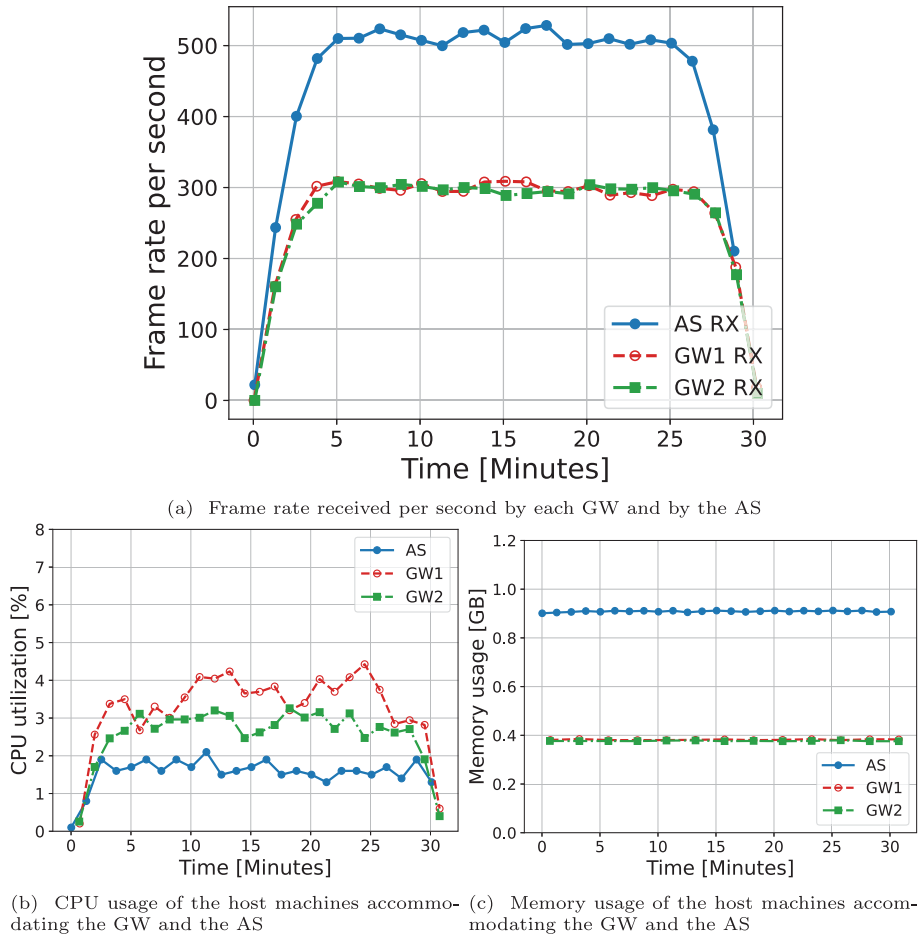 500
400
300
200
100
0
Frame rate per second
AS RX
GW1 RX
GW2 RX
0 5 10 15 20 25 30
Time [Minutes]
(a) Frame rate received per second by each GW and by the AS
8
7
6
5
4
3
2
1
0
CPU utilization [%]
AS
GW1
GW2
0 5 10 15 20 25 30
Time [Minutes]
(b) CPU usage of the host machines accommo-
dating the GW and the AS
1.2
1.0
0.8
0.6
0.4
0.2
0.0
Memory usage [GB]
AS
GW1
GW2
0 5 10 15 20 25 30
Time [Minutes]
(c) Memory usage of the host machines accom-
modating the GW and the AS